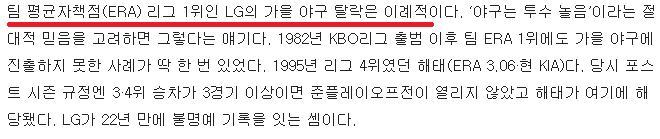 팀 평균자책점(ERA) 리그 1위인 LG의 가을 야구 탈락은 이례적이다. ‘야구는 투수 놀음’이라는 절
대적 믿음을 고려하면 그렇다는 얘기다. 1982년 KBO리그 출범 이후 팀 ERA 1위에도 가을 야구에
진출하지 못한 사례가 딱 한 번 있었다. 1995년 리그 4위였던 해태(ERA 3.06·현 KIA)다. 당시 포스
트 시즌 규정엔 3·4위 승차가 3경기 이상이면 준플레이오프전이 열리지 않았고 해태가 여기에 해
당됐다. LG가 22년 만에 불명예 기록을 잇는 셈이다.